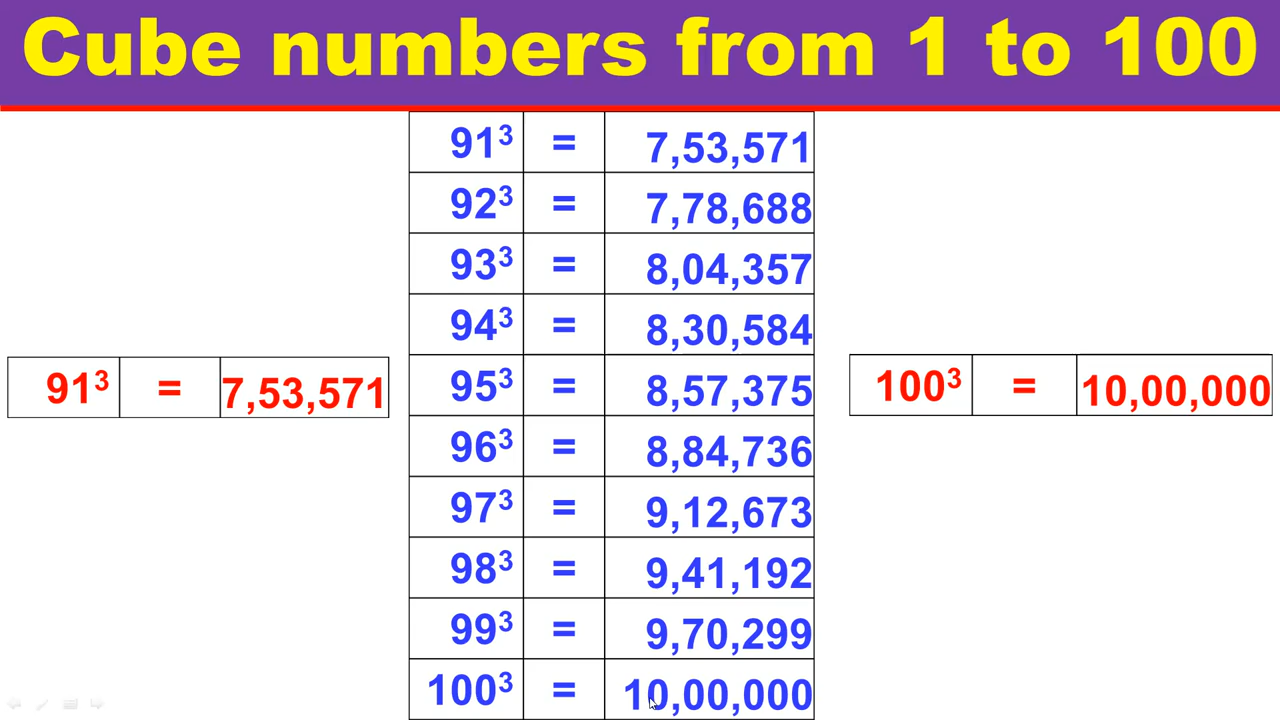 Cube numbers from 1 to 100
91³ = 7,53,571
92³ = 7,78,688
93³ = 8,04,357
94³ = 8,30,584
95³ = 8,57,375
96³ = 8,84,736
97³ = 9,12,673
98³ = 9,41,192
99³ = 9,70,299
100³ = 10,00,000
91³ = 7,53,571
100³ = 10,00,000